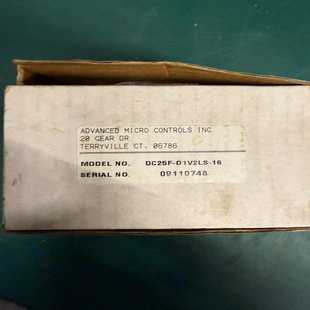 ADVANCED MICRO CONTROLS INC
20 GEAR DR
TERRYVILLE CT. 06786
MODEL NO. DC25F-D1V2LS-16
SERIAL NO. 09110748